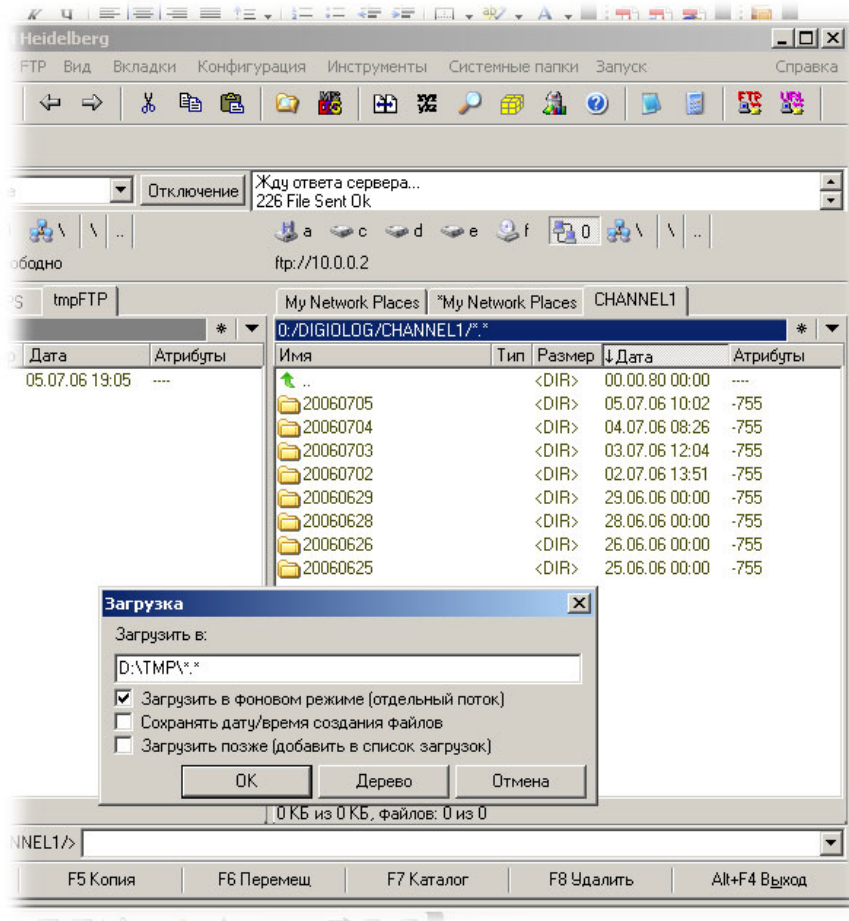 Heidelberg
FTP Вид Вкладки Конфигурация Инструменты Системные папки Запуск Справка
Отключение
Жду ответа сервера...
226 File Sent Ok
\ \ .. a c d e f 0 \ \ ..
ftp://10.0.0.2
tmpFTP My Network Places *My Network Places CHANNEL1
* 0:/DIGIOLOG/CHANNEL1/*.* *
Дата Атрибуты Имя Тип Размер ↓Дата Атрибуты
05.07.06 19:05 ---- .. <DIR> 00.00.80 00:00 ----
20060705 <DIR> 05.07.06 10:02 -755
20060704 <DIR> 04.07.06 08:26 -755
20060703 <DIR> 03.07.06 12:04 -755
20060702 <DIR> 02.07.06 13:51 -755
20060629 <DIR> 29.06.06 00:00 -755
20060628 <DIR> 28.06.06 00:00 -755
20060626 <DIR> 26.06.06 00:00 -755
20060625 <DIR> 25.06.06 00:00 -755
Загрузка
Загрузить в:
D:\TMP\*.*
Загрузить в фоновом режиме (отдельный поток)
Сохранять дату/время создания файлов
Загрузить позже (добавить в список загрузок)
OK Дерево Отмена
0 КБ из 0 КБ, файлов: 0 из 0
NNEL1/>
F5 Копия F6 Перемещ F7 Каталог F8 Удалить Alt+F4 Выход